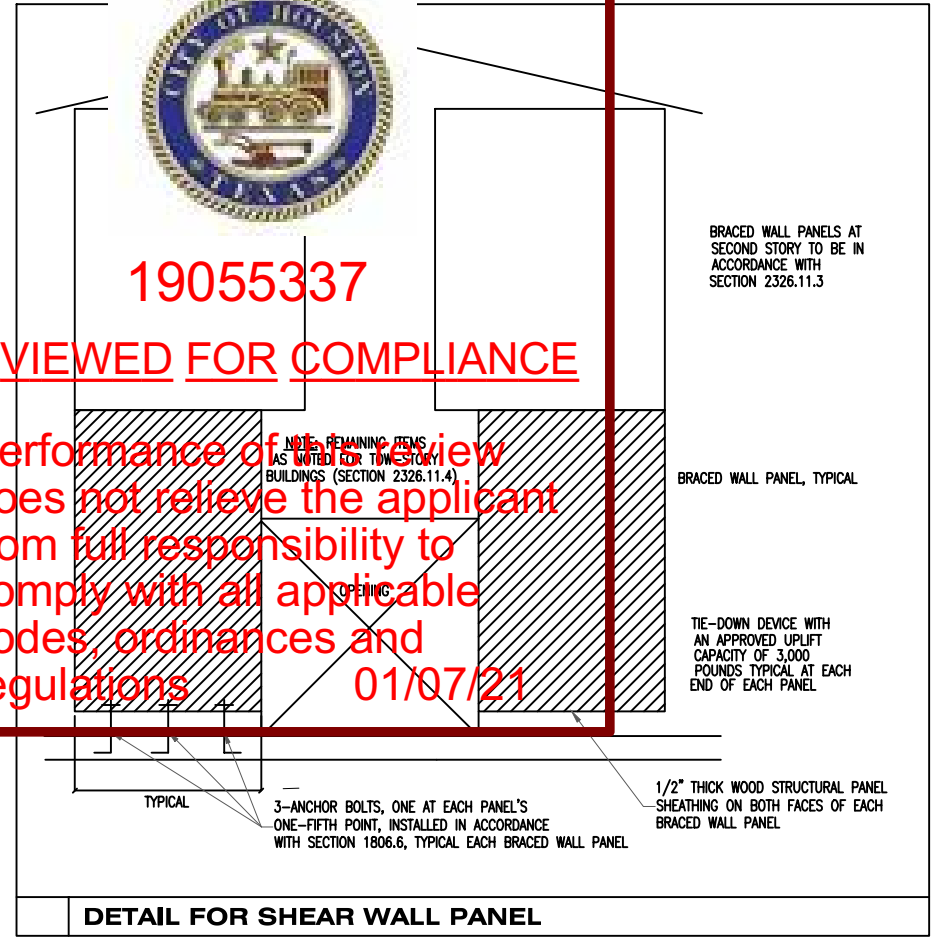 CITY OF HOUSTON
TEXAS
19055337
VIEWED FOR COMPLIANCE
erformance of this review
oes not relieve the applicant
om full responsibility to
omply with all applicable
odes, ordinances and
egulations 01/07/21
NOTE: REMAINING ITEMS
AS NOTED FOR TOW-STORY
BUILDINGS (SECTION 2326.11.4)
OPENING
BRACED WALL PANELS AT
SECOND STORY TO BE IN
ACCORDANCE WITH
SECTION 2326.11.3
BRACED WALL PANEL, TYPICAL
TIE-DOWN DEVICE WITH
AN APPROVED UPLIFT
CAPACITY OF 3,000
POUNDS TYPICAL AT EACH
END OF EACH PANEL
1/2" THICK WOOD STRUCTURAL PANEL
SHEATHING ON BOTH FACES OF EACH
BRACED WALL PANEL
TYPICAL
3-ANCHOR BOLTS, ONE AT EACH PANEL'S
ONE-FIFTH POINT, INSTALLED IN ACCORDANCE
WITH SECTION 1806.6, TYPICAL EACH BRACED WALL PANEL
DETAIL FOR SHEAR WALL PANEL